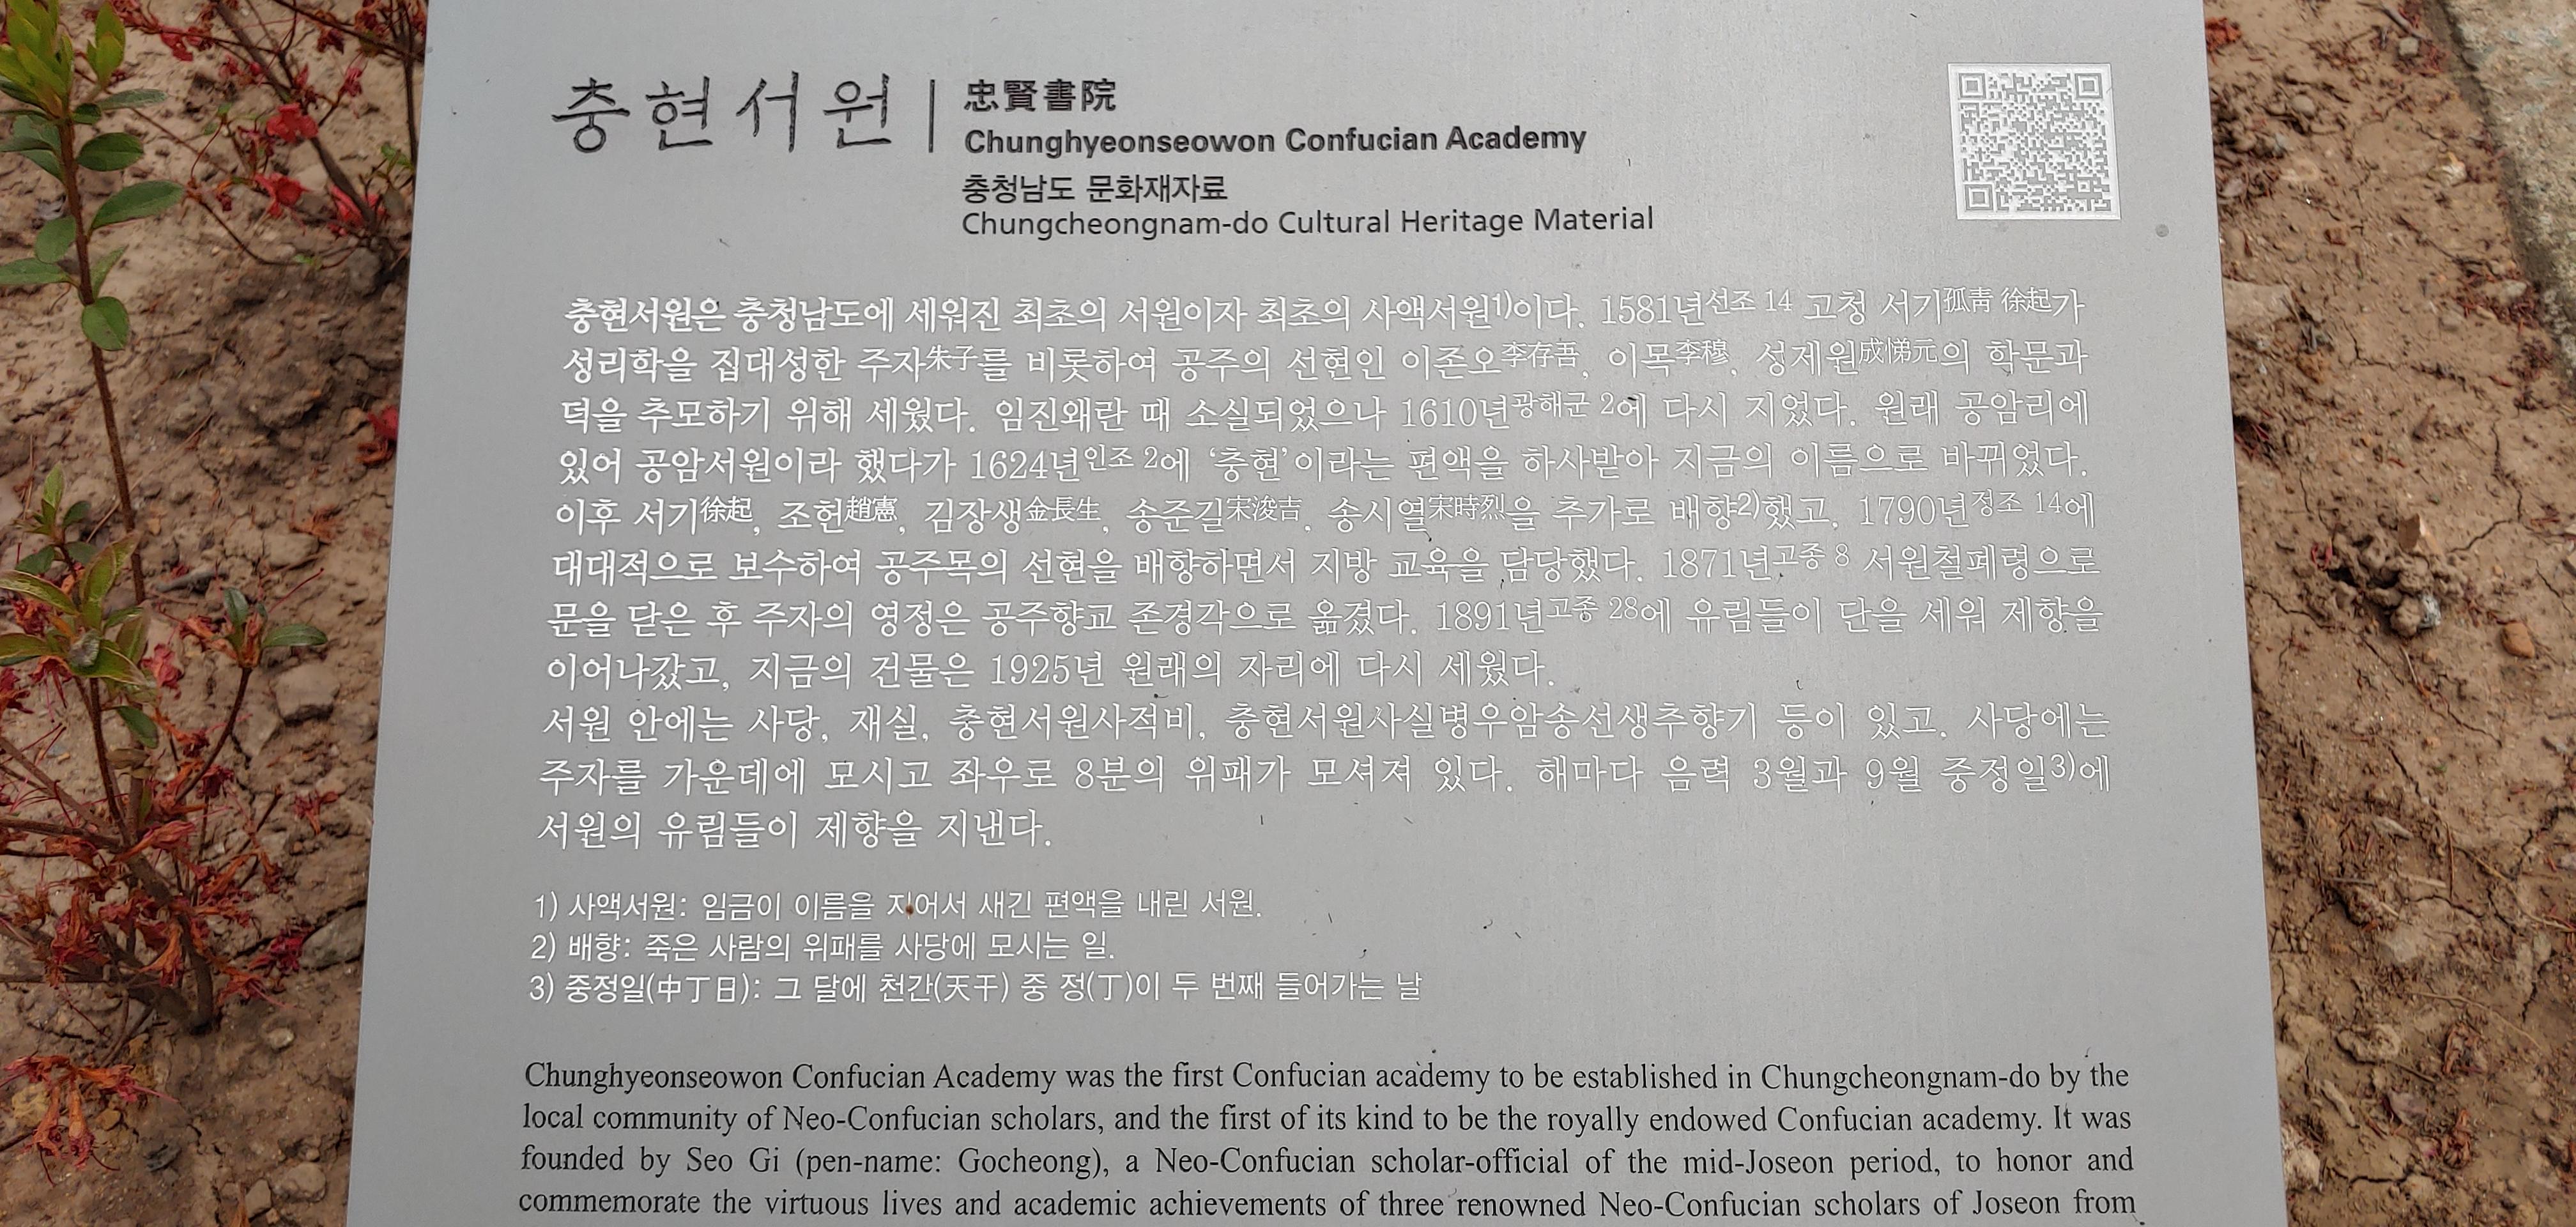 충현서원
忠賢書院
Chunghyeonseowon Confucian Academy
충청남도 문화재자료
Chungcheongnam-do Cultural Heritage Material
충현서원은 충청남도에 세워진 최초의 서원이자 최초의 사액서원1)이다. 1581년선조 14 고청 서기孤靑 徐起가
성리학을 집대성한 주자朱子를 비롯하여 공주의 선현인 이존오李存吾, 이목李穆, 성제원成悌元의 학문과
덕을 추모하기 위해 세웠다. 임진왜란 때 소실되었으나 1610년광해군 2에 다시 지었다. 원래 공암리에
있어 공암서원이라 했다가 1624년인조 2에 ‘충현’이라는 편액을 하사받아 지금의 이름으로 바뀌었다.
이후 서기徐起, 조헌趙憲, 김장생金長生, 송준길宋浚吉, 송시열宋時烈을 추가로 배향2)했고, 1790년정조 14에
대대적으로 보수하여 공주목의 선현을 배향하면서 지방 교육을 담당했다. 1871년고종 8 서원철폐령으로
문을 닫은 후 주자의 영정은 공주향교 존경각으로 옮겼다. 1891년고종 28에 유림들이 단을 세워 제향을
이어나갔고, 지금의 건물은 1925년 원래의 자리에 다시 세웠다.
서원 안에는 사당, 재실, 충현서원사적비, 충현서원사실병우암송선생추향기 등이 있고, 사당에는
주자를 가운데에 모시고 좌우로 8분의 위패가 모셔져 있다. 해마다 음력 3월과 9월 중정일3)에
서원의 유림들이 제향을 지낸다.
1) 사액서원: 임금이 이름을 지어서 새긴 편액을 내린 서원.
2) 배향: 죽은 사람의 위패를 사당에 모시는 일.
3) 중정일(中丁日): 그 달에 천간(天干) 중 정(丁)이 두 번째 들어가는 날
Chunghyeonseowon Confucian Academy was the first Confucian academy to be established in Chungcheongnam-do by the
local community of Neo-Confucian scholars, and the first of its kind to be the royally endowed Confucian academy. It was
founded by Seo Gi (pen-name: Gocheong), a Neo-Confucian scholar-official of the mid-Joseon period, to honor and
commemorate the virtuous lives and academic achievements of three renowned Neo-Confucian scholars of Joseon from